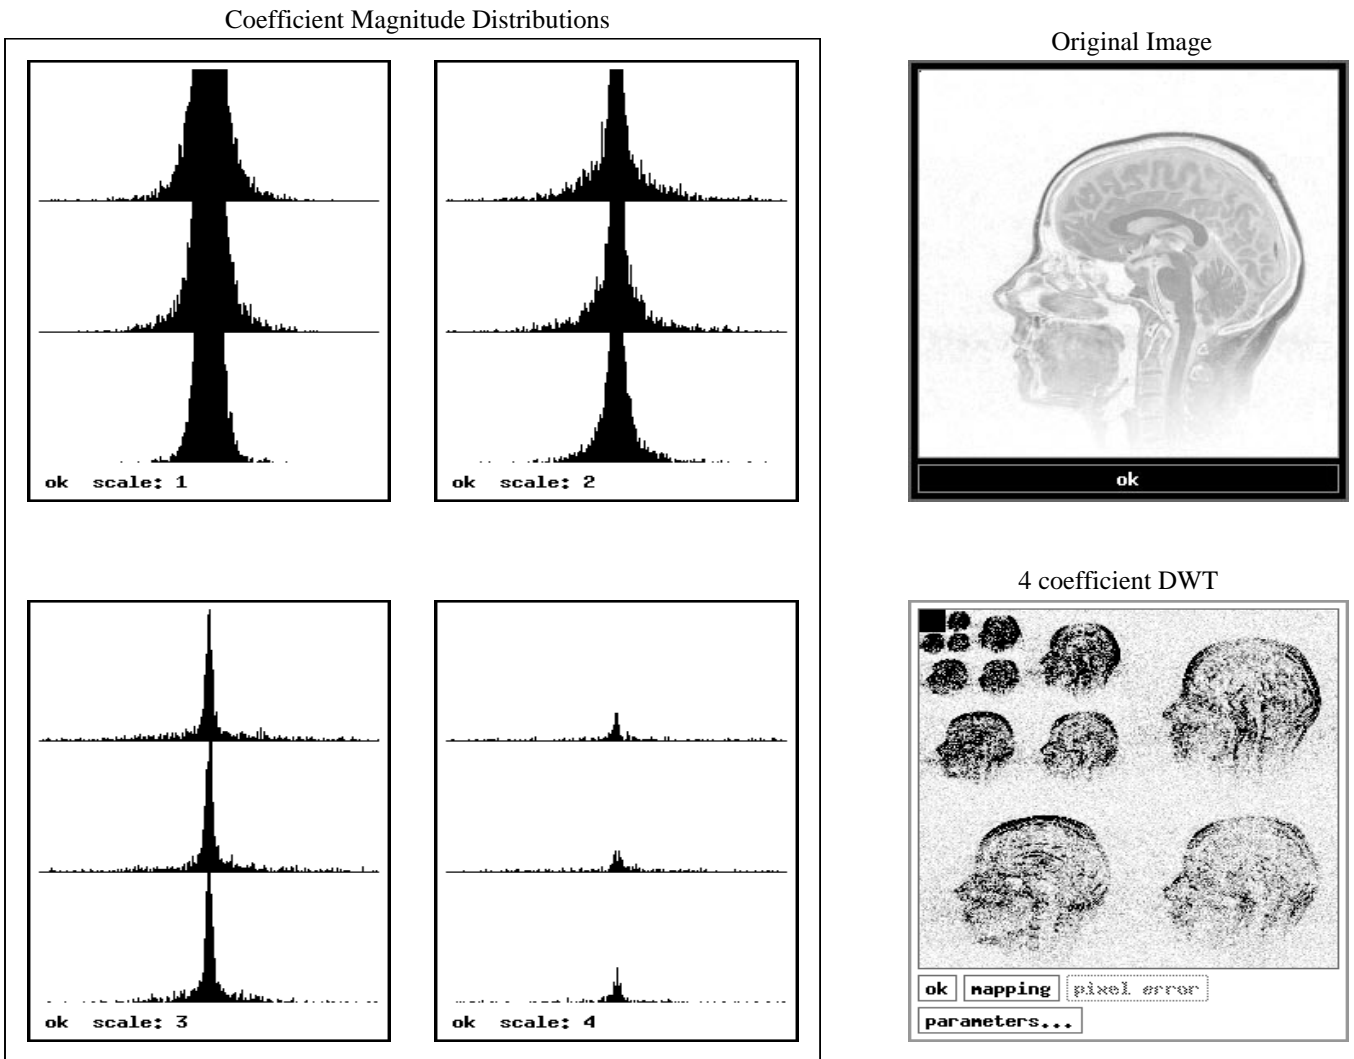 Coefficient Magnitude Distributions
ok scale: 1
ok scale: 2
Original Image
ok
ok scale: 3
ok scale: 4
4 coefficient DWT
ok mapping pixel error
parameters...